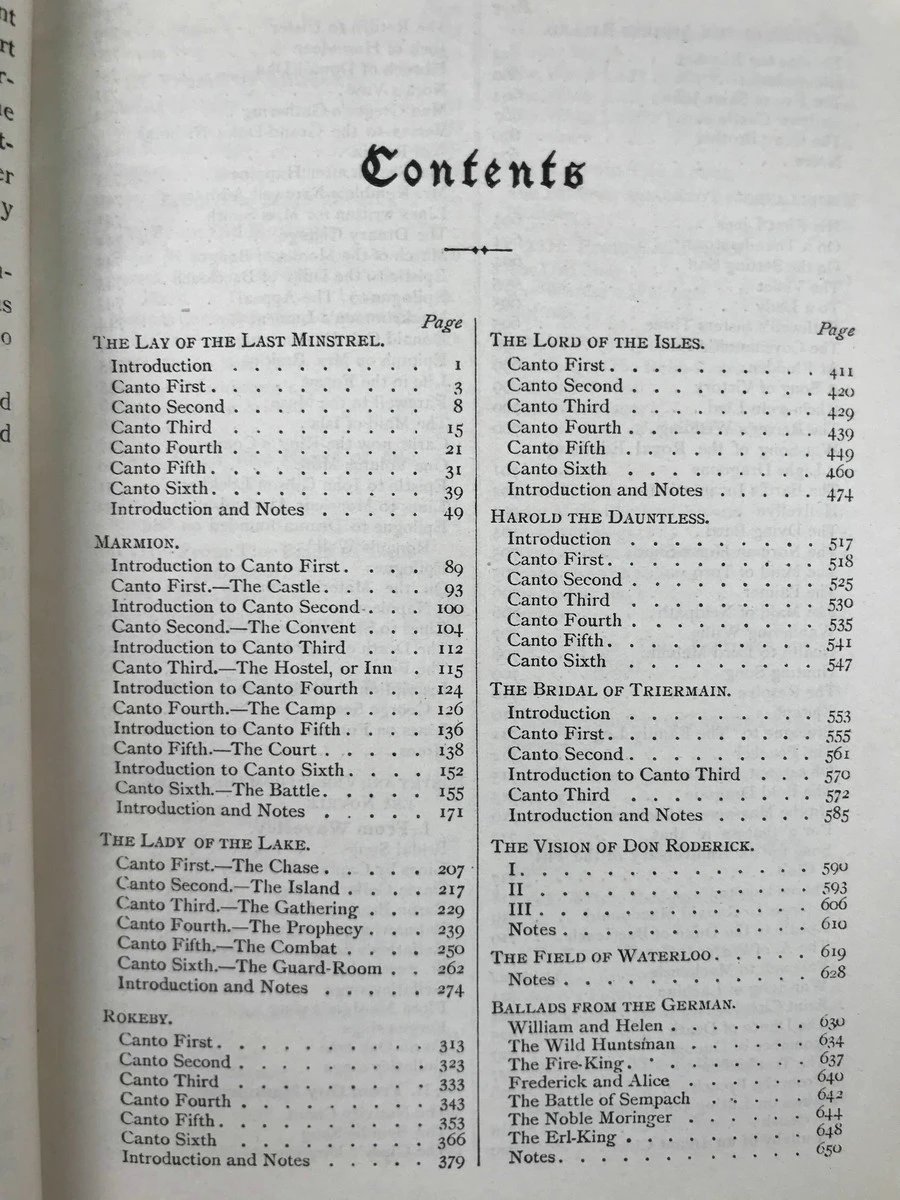 nt
rt
r-
e
t-
er
y
s
o
d
d
Contents
Page
THE LAY OF THE LAST MINSTREL.
Introduction . . . . . . . . . 1
Canto First . . . . . . . . . . 3
Canto Second . . . . . . . . . 8
Canto Third . . . . . . . . . 15
Canto Fourth . . . . . . . . . 21
Canto Fifth . . . . . . . . . . 31
Canto Sixth . . . . . . . . . . 39
Introduction and Notes . . . . . 49
MARMION.
Introduction to Canto First . . . . 89
Canto First.—The Castle . . . . . 93
Introduction to Canto Second . . . 100
Canto Second.—The Convent . . . 104
Introduction to Canto Third . . . 112
Canto Third.—The Hostel, or Inn . 115
Introduction to Canto Fourth . . . 124
Canto Fourth.—The Camp . . . . 126
Introduction to Canto Fifth . . . . 136
Canto Fifth.—The Court . . . . . 138
Introduction to Canto Sixth . . . . 152
Canto Sixth.—The Battle . . . . . 155
Introduction and Notes . . . . . 171
THE LADY OF THE LAKE.
Canto First.—The Chase . . . . . 207
Canto Second.—The Island . . . . 217
Canto Third.—The Gathering . . . 229
Canto Fourth.—The Prophecy . . . 239
Canto Fifth.—The Combat . . . . 250
Canto Sixth.—The Guard-Room . . 262
Introduction and Notes . . . . . 274
ROKEBY.
Canto First . . . . . . . . . . 313
Canto Second . . . . . . . . . 323
Canto Third . . . . . . . . . 333
Canto Fourth . . . . . . . . . 343
Canto Fifth . . . . . . . . . . 353
Canto Sixth . . . . . . . . . 366
Introduction and Notes . . . . . 379
Page
THE LORD OF THE ISLES.
Canto First . . . . . . . . . . 411
Canto Second . . . . . . . . . 420
Canto Third . . . . . . . . . 429
Canto Fourth . . . . . . . . . 439
Canto Fifth . . . . . . . . . 449
Canto Sixth . . . . . . . . . 460
Introduction and Notes . . . . . 474
HAROLD THE DAUNTLESS.
Introduction . . . . . . . . . 517
Canto First . . . . . . . . . . 518
Canto Second . . . . . . . . . 525
Canto Third . . . . . . . . . 530
Canto Fourth . . . . . . . . . 535
Canto Fifth . . . . . . . . . . 541
Canto Sixth . . . . . . . . . 547
THE BRIDAL OF TRIERMAIN.
Introduction . . . . . . . . . 553
Canto First . . . . . . . . . . 555
Canto Second . . . . . . . . . 561
Introduction to Canto Third . . . 570
Canto Third . . . . . . . . . 572
Introduction and Notes . . . . . 585
THE VISION OF DON RODERICK.
I . . . . . . . . . . . . . 590
II . . . . . . . . . . . . 593
III . . . . . . . . . . . . 606
Notes . . . . . . . . . . . 610
THE FIELD OF WATERLOO . . . . . 619
Notes . . . . . . . . . . . 628
BALLADS FROM THE GERMAN.
William and Helen . . . . . . . 630
The Wild Huntsman . . . . . . 634
The Fire-King . . . . . . . . 637
Frederick and Alice . . . . . . 640
The Battle of Sempach . . . . . 642
The Noble Moringer . . . . . . 644
The Erl-King . . . . . . . . . 648
Notes . . . . . . . . . . . 650